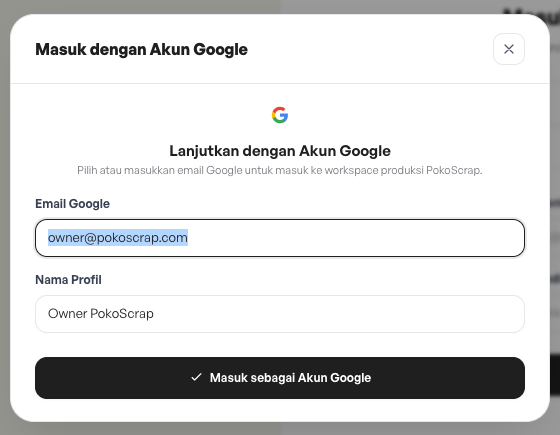 Masuk dengan Akun Google
Lanjutkan dengan Akun Google
Pilih atau masukkan email Google untuk masuk ke workspace produksi PokoScrap.
Email Google
owner@pokoscrap.com
Nama Profil
Owner PokoScrap
Masuk sebagai Akun Google